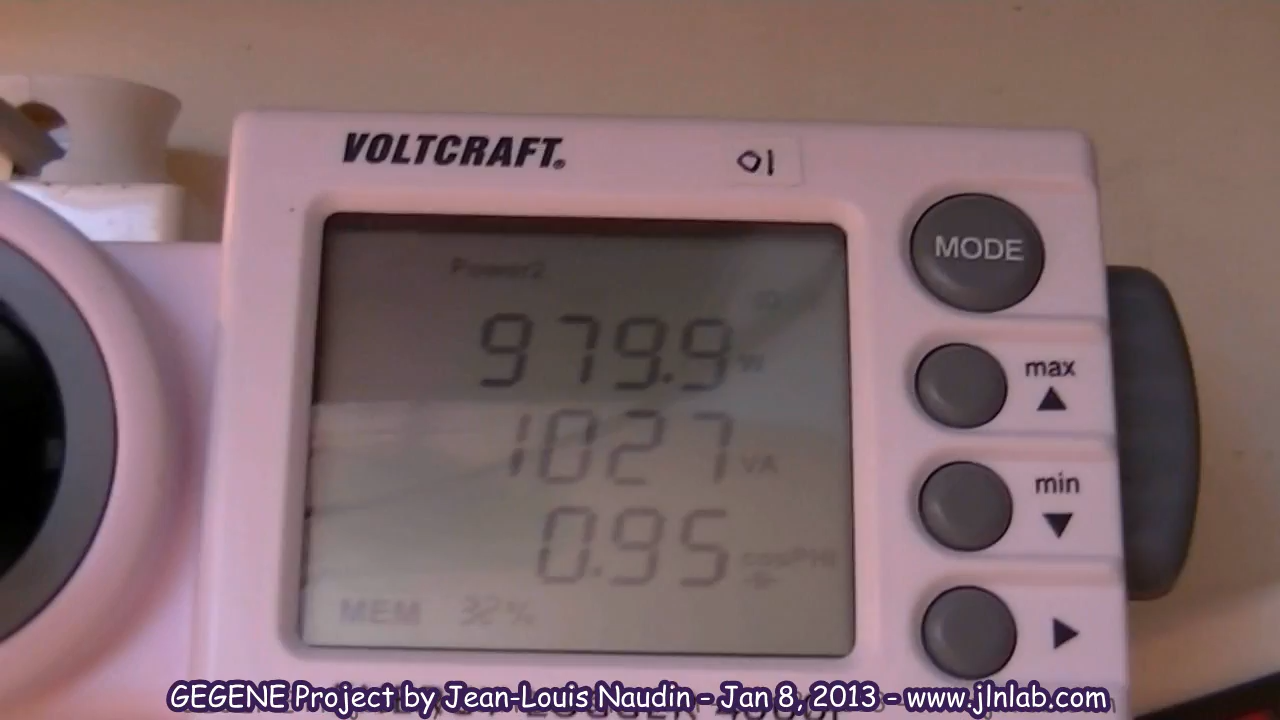 VOLTCRAFT®
01
MODE
Power2
979.9 W
max
1027 VA
min
0.95 cosPHI
MEM 32%
GEGENE Project by Jean-Louis Naudin - Jan 8, 2013 - www.jlnlab.com